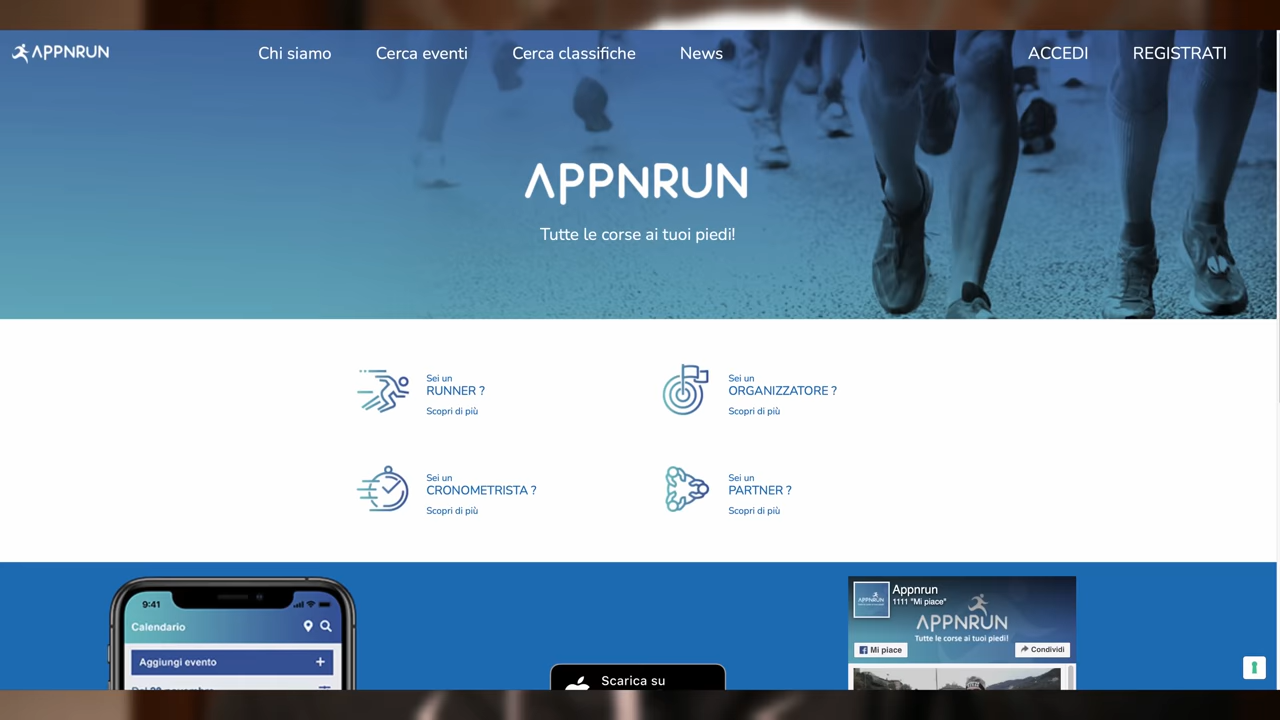 APPNRUN
Chi siamo
Cerca eventi
Cerca classifiche
News
ACCEDI
REGISTRATI
APPNRUN
Tutte le corse ai tuoi piedi!
Sei un
RUNNER ?
Scopri di più
Sei un
ORGANIZZATORE ?
Scopri di più
Sei un
CRONOMETRISTA ?
Scopri di più
Sei un
PARTNER ?
Scopri di più
9:41
Calendario
Aggiungi evento
+
Scarica su
APPNRUN
Appnrun
1111 "Mi piace"
APPNRUN
Tutte le corse ai tuoi piedi!
Mi piace
Condividi